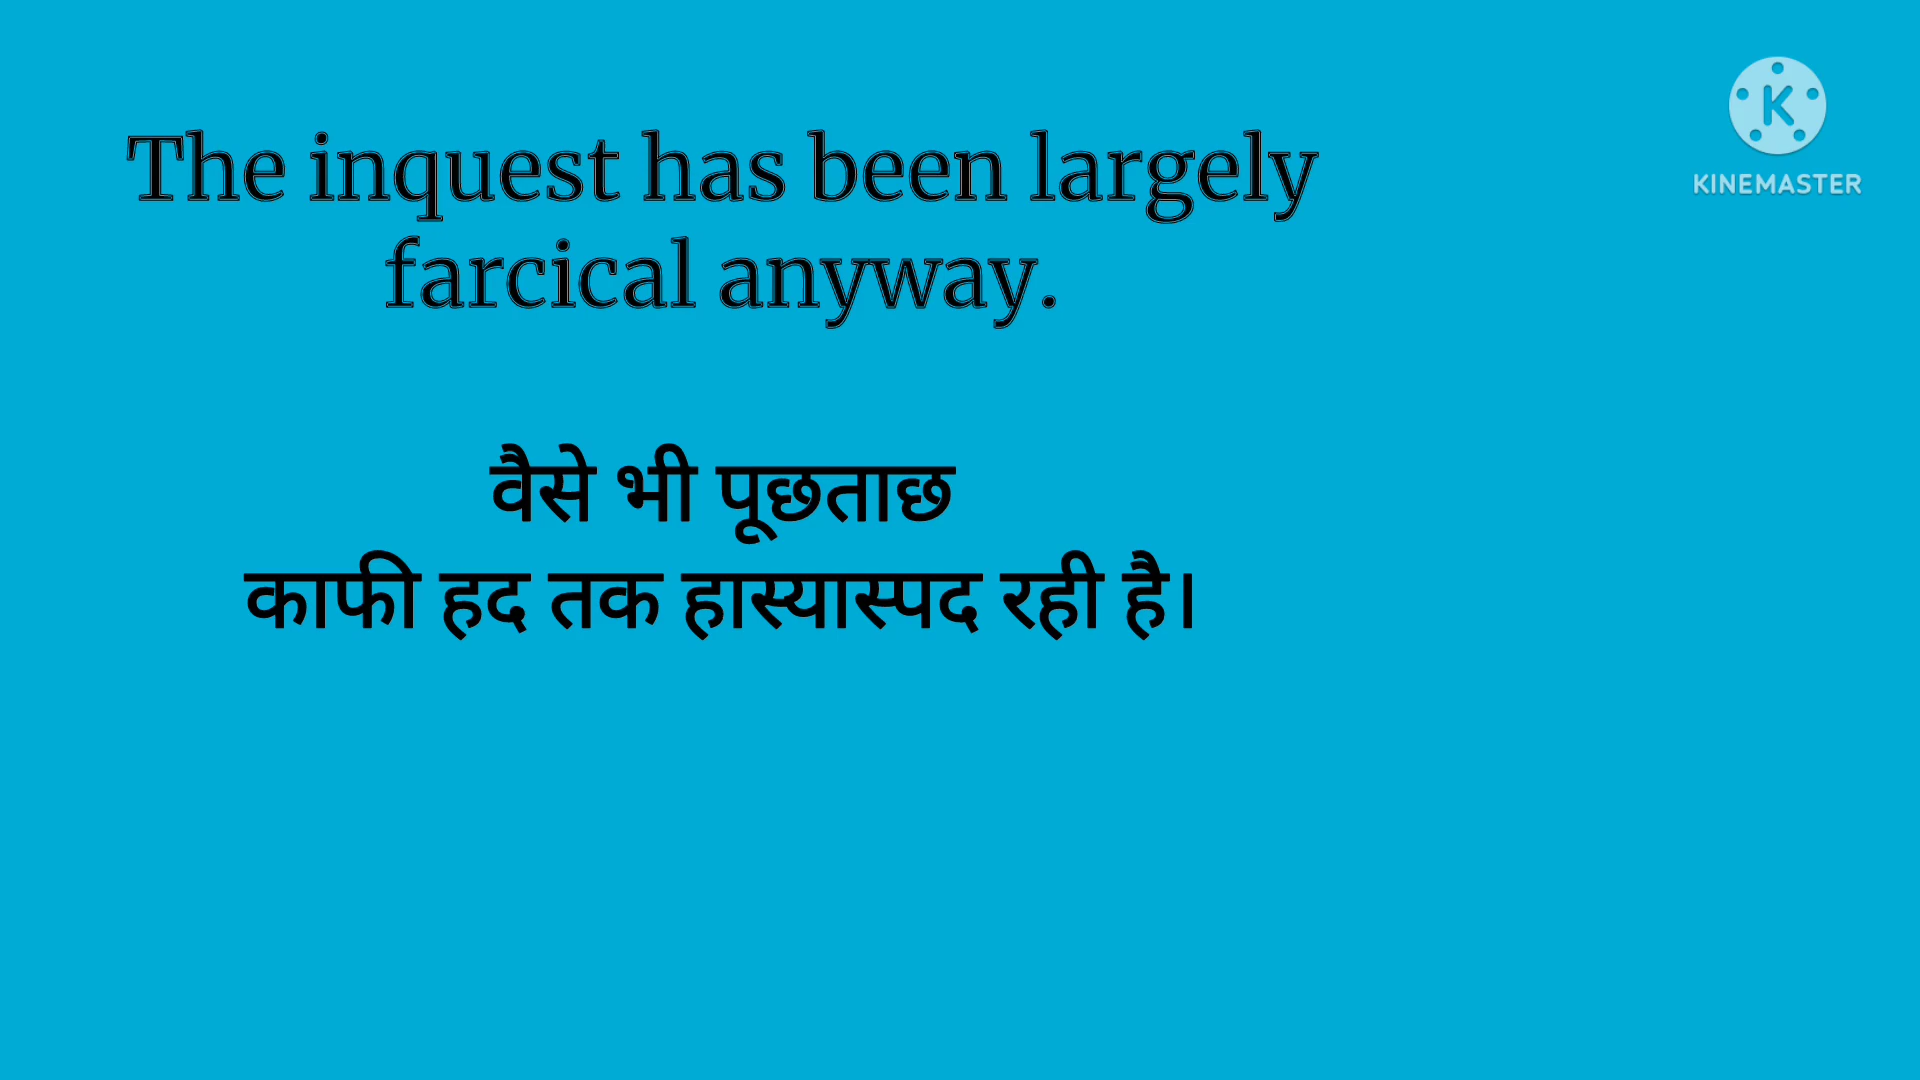 The inquest has been largely
farcical anyway.
वैसे भी पूछताछ
काफी हद तक हास्यास्पद रही है।
K
KINEMASTER